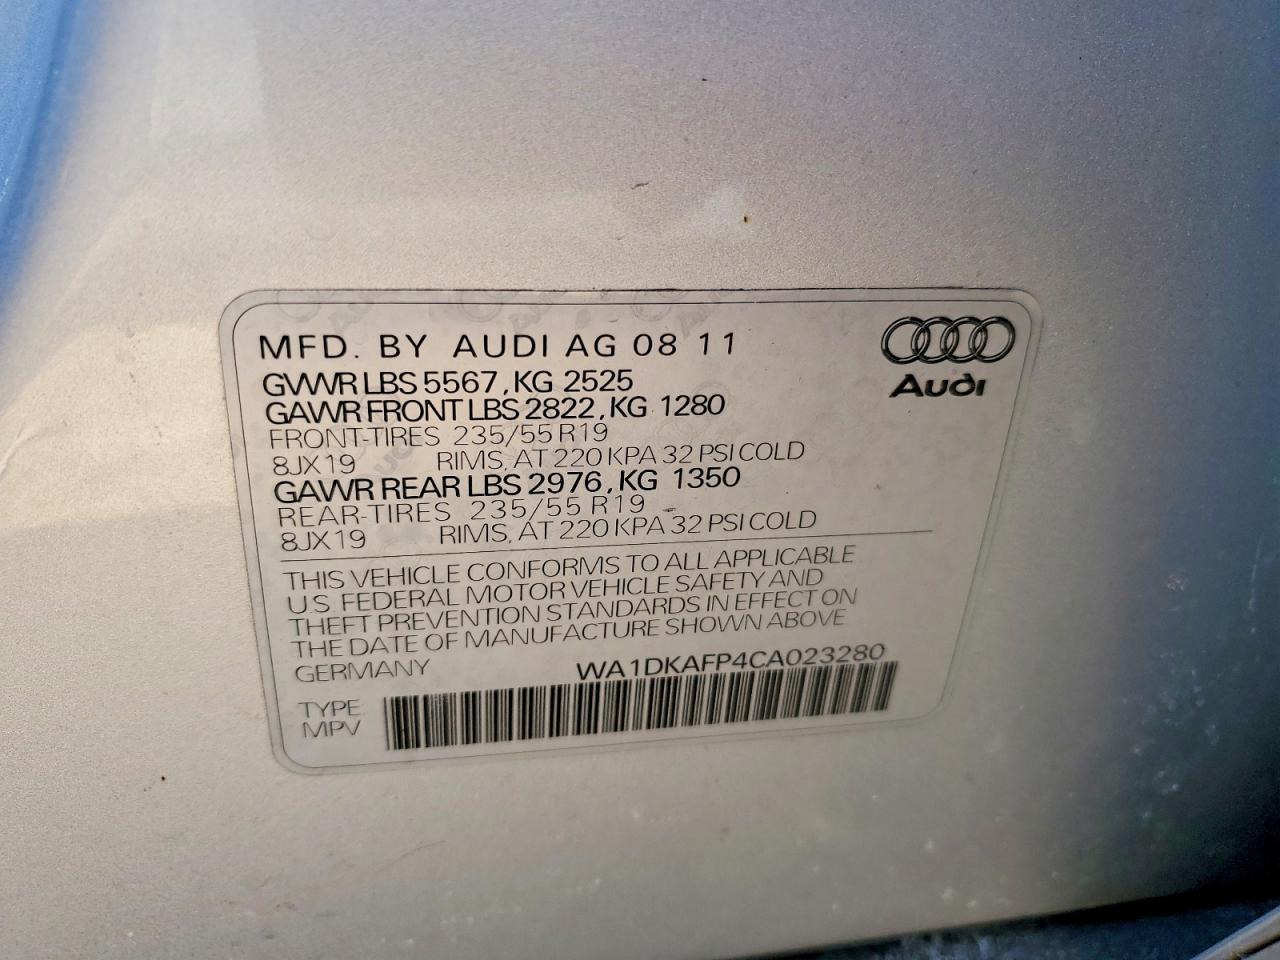 MFD. BY AUDI AG 08 11
Audi
GVWR LBS 5567, KG 2525
GAWR FRONT LBS 2822, KG 1280
FRONT-TIRES 235/55 R19
8JX19 RIMS, AT 220 KPA 32 PSI COLD
GAWR REAR LBS 2976, KG 1350
REAR-TIRES 235/55 R19
8JX19 RIMS, AT 220 KPA 32 PSI COLD
THIS VEHICLE CONFORMS TO ALL APPLICABLE
U.S. FEDERAL MOTOR VEHICLE SAFETY AND
THEFT PREVENTION STANDARDS IN EFFECT ON
THE DATE OF MANUFACTURE SHOWN ABOVE
GERMANY WA1DKAFP4CA023280
TYPE
MPV